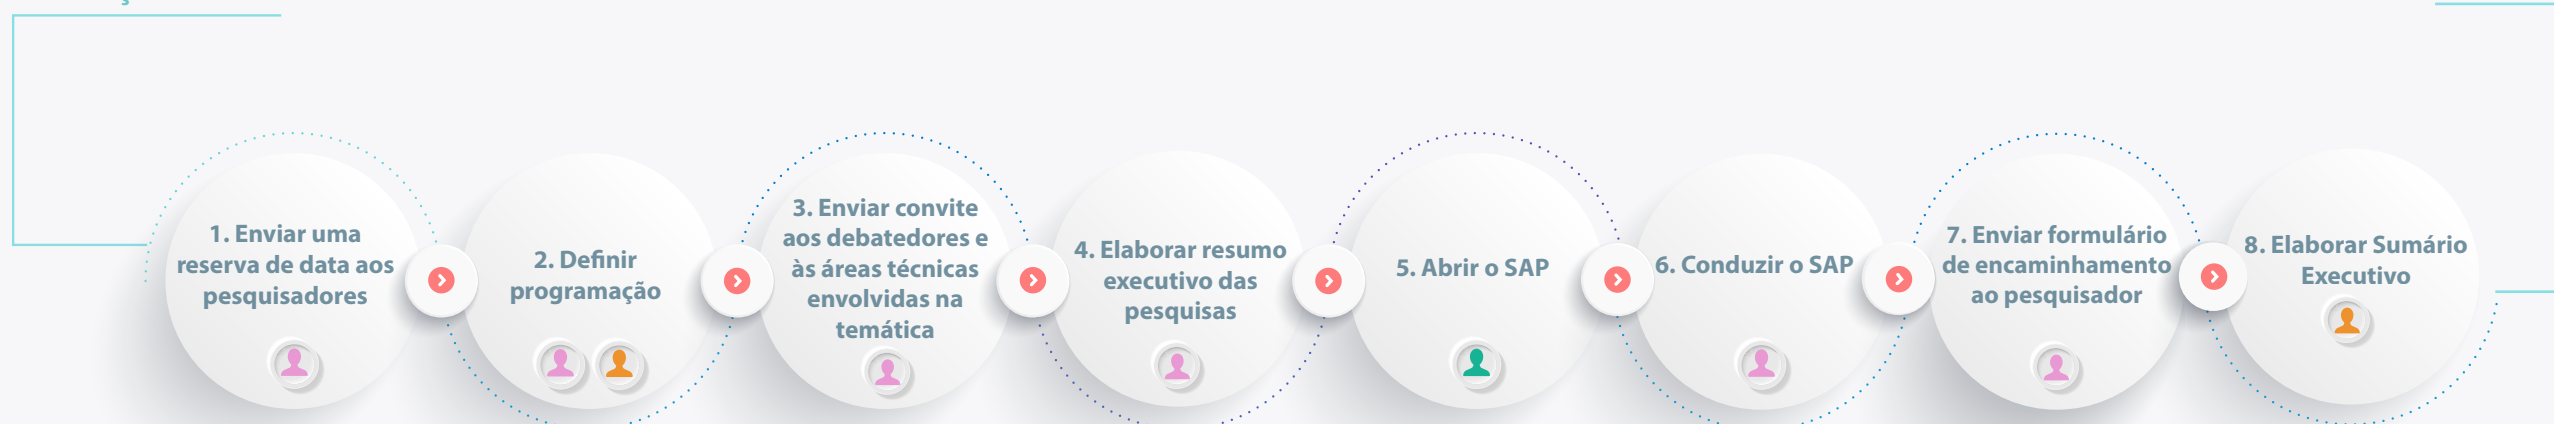 1. Enviar uma
reserva de data aos
pesquisadores
2. Definir
programação
3. Enviar convite
aos debatedores e
às áreas técnicas
envolvidas na
temática
4. Elaborar resumo
executivo das
pesquisas
5. Abrir o SAP
6. Conduzir o SAP
7. Enviar formulário
de encaminhamento
ao pesquisador
8. Elaborar Sumário
Executivo